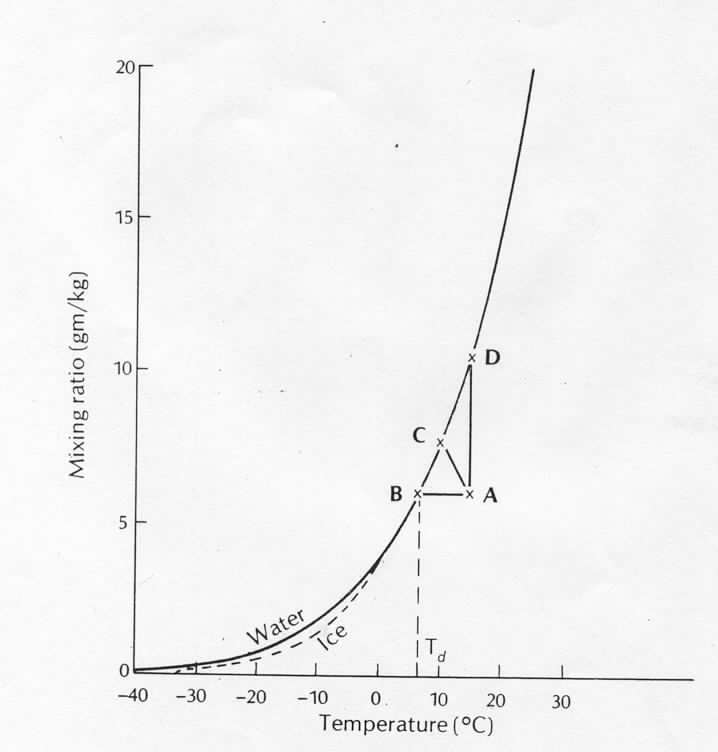 20
15
10
5
0
Mixing ratio (gm/kg)
D
C
B
A
Water
Ice
T_d
−40 −30 −20 −10 0 10 20 30
Temperature (°C)